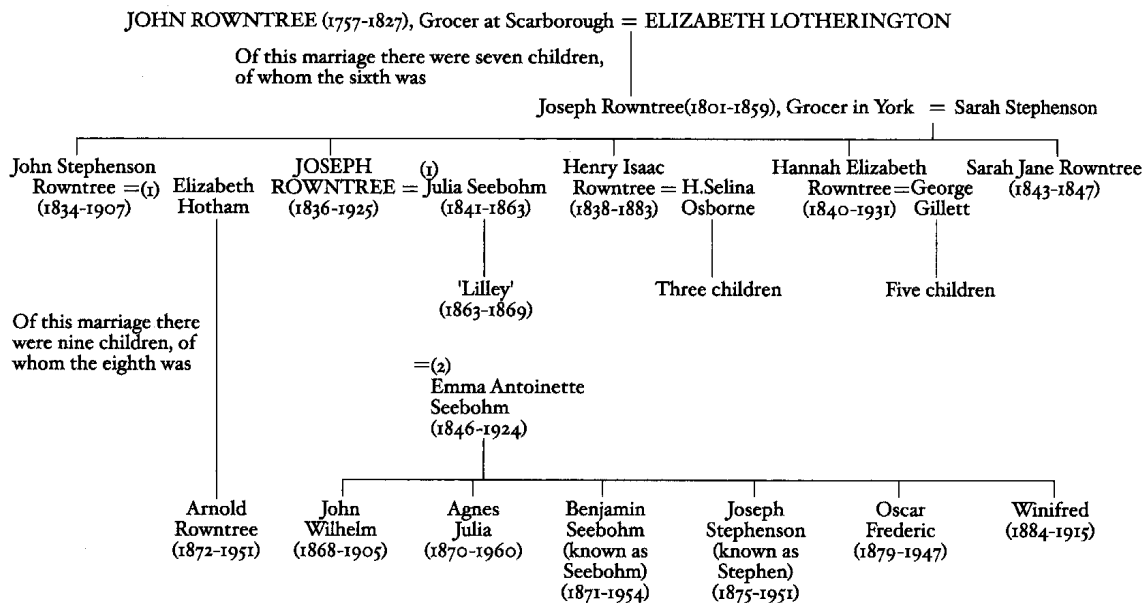 JOHN ROWNTREE (1757-1827), Grocer at Scarborough = ELIZABETH LOTHERINGTON
Of this marriage there were seven children,
of whom the sixth was
Joseph Rowntree(1801-1859), Grocer in York = Sarah Stephenson
John Stephenson
Rowntree =(1)
(1834-1907)
Elizabeth
Hotham
JOSEPH
ROWNTREE =
(1836-1925)
(1)
Julia Seebohm
(1841-1863)
Henry Isaac
Rowntree =
(1838-1883)
H.Selina
Osborne
Hannah Elizabeth
Rowntree=
(1840-1931)
George
Gillett
Sarah Jane Rowntree
(1843-1847)
'Lilley'
(1863-1869)
Three children
Five children
Of this marriage there
were nine children, of
whom the eighth was
=(2)
Emma Antoinette
Seebohm
(1846-1924)
Arnold
Rowntree
(1872-1951)
John
Wilhelm
(1868-1905)
Agnes
Julia
(1870-1960)
Benjamin
Seebohm
(known as
Seebohm)
(1871-1954)
Joseph
Stephenson
(known as
Stephen)
(1875-1951)
Oscar
Frederic
(1879-1947)
Winifred
(1884-1915)